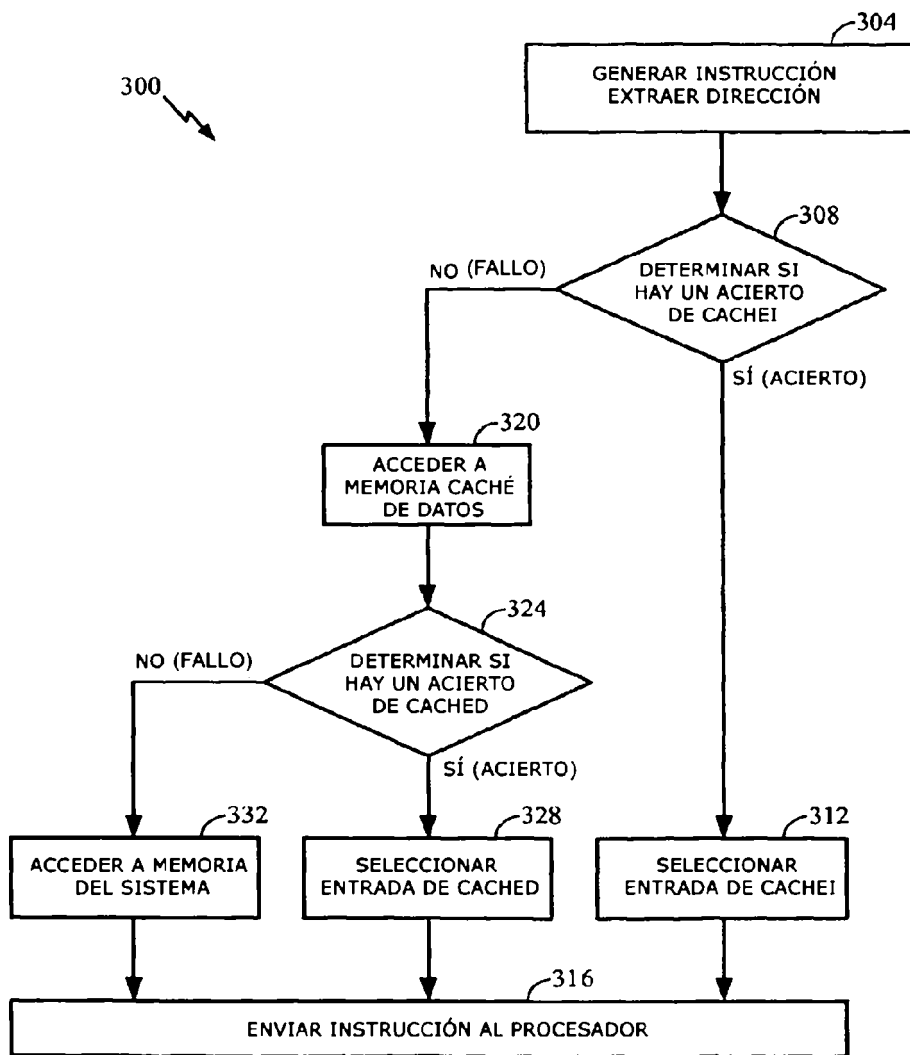 304
GENERAR INSTRUCCIÓN
EXTRAER DIRECCIÓN
300
308
DETERMINAR SI
HAY UN ACIERTO
DE CACHEI
NO (FALLO)
SÍ (ACIERTO)
320
ACCEDER A
MEMORIA CACHÉ
DE DATOS
324
DETERMINAR SI
HAY UN ACIERTO
DE CACHED
NO (FALLO)
SÍ (ACIERTO)
332
ACCEDER A MEMORIA
DEL SISTEMA
328
SELECCIONAR
ENTRADA DE CACHED
312
SELECCIONAR
ENTRADA DE CACHEI
316
ENVIAR INSTRUCCIÓN AL PROCESADOR